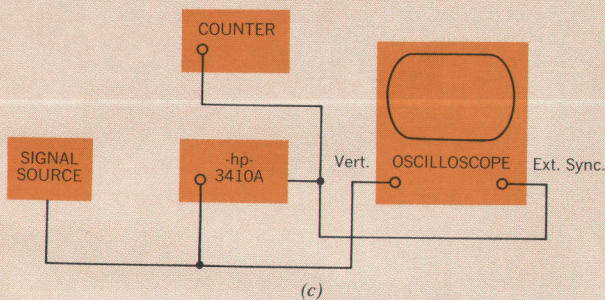 COUNTER
SIGNAL
SOURCE
-hp-
3410A
Vert.
OSCILLOSCOPE
Ext. Sync.
(c)